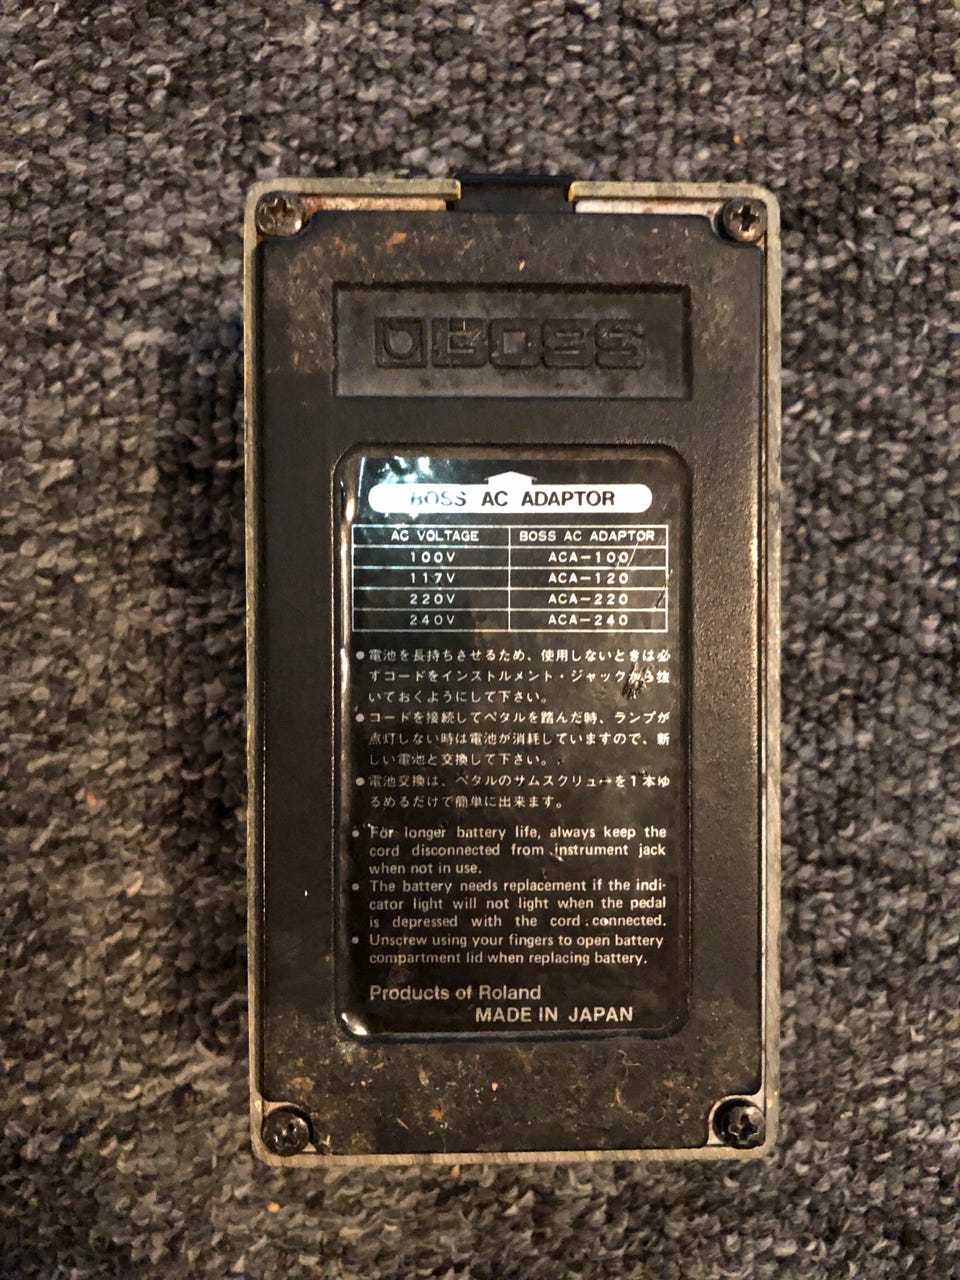 BOSS
BOSS AC ADAPTOR
AC VOLTAGE BOSS AC ADAPTOR
100V ACA-100
117V ACA-120
220V ACA-220
240V ACA-240
●電池を長持ちさせるため、使用しないときは必
ずコードをインストルメント・ジャックから抜
いておくようにして下さい。
●コードを接続してペタルを踏んだ時、ランプが
点灯しない時は電池が消耗していますので、新
しい電池と交換して下さい。
●電池交換は、ペタルのサムスクリューを1本ゆ
るめるだけで簡単に出来ます。
● For longer battery life, always keep the
cord disconnected from instrument jack
when not in use.
● The battery needs replacement if the indi-
cator light will not light when the pedal
is depressed with the cord connected.
● Unscrew using your fingers to open battery
compartment lid when replacing battery.
Products of Roland
MADE IN JAPAN